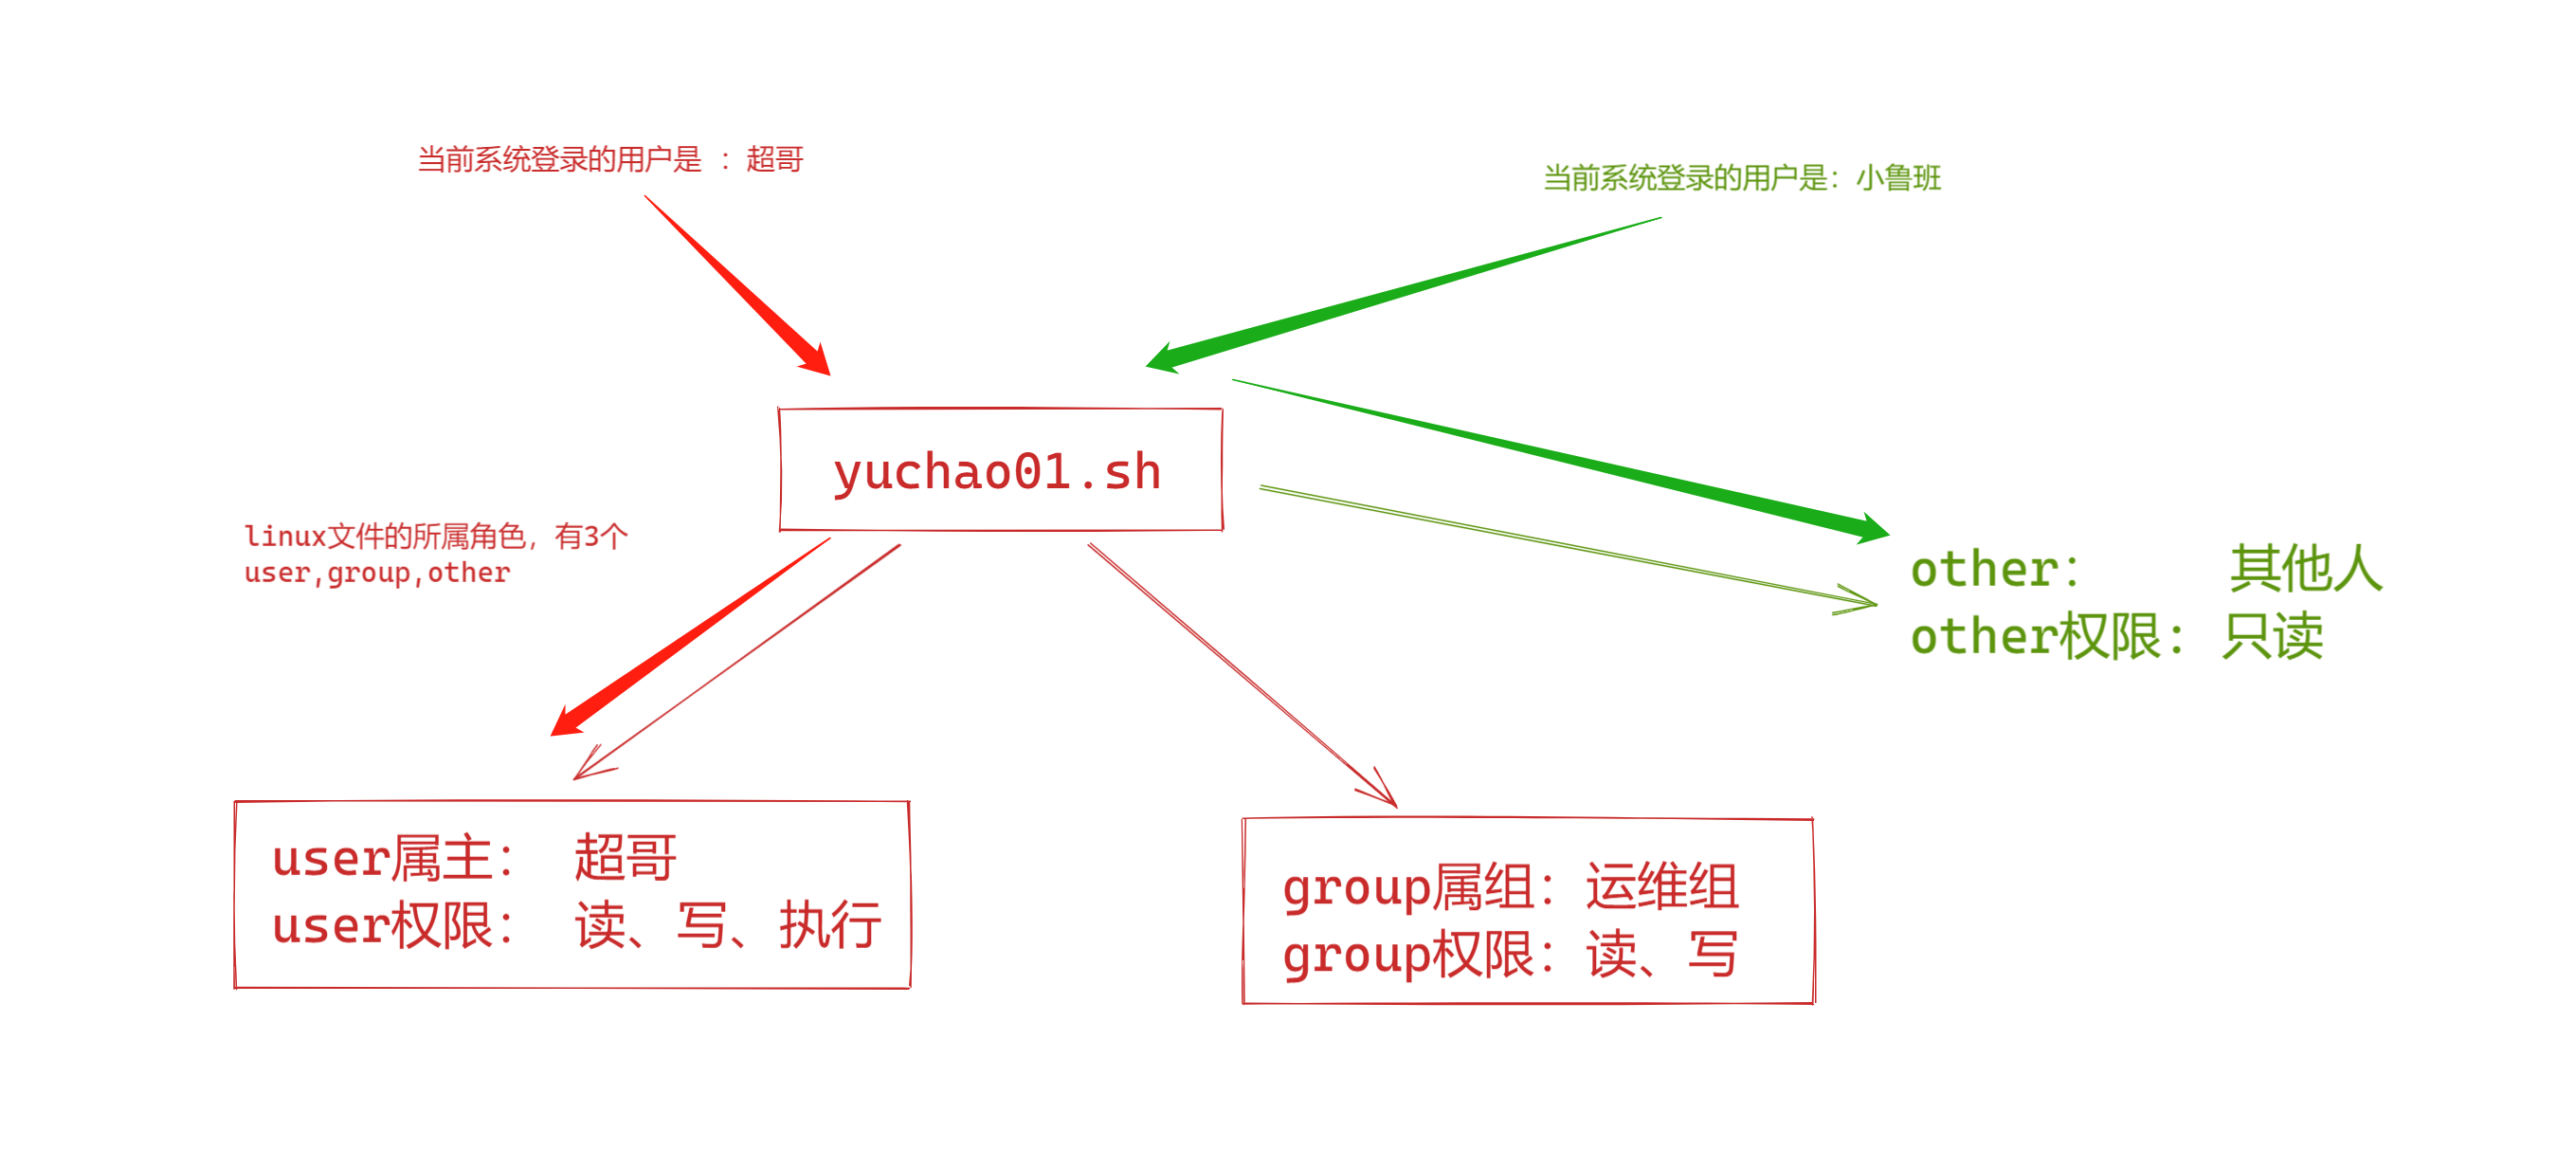 当前系统登录的用户是 : 超哥
当前系统登录的用户是: 小鲁班
yuchao01.sh
linux文件的所属角色, 有3个
user,group,other
other: 其他人
other权限: 只读
user属主: 超哥
user权限: 读、写、执行
group属组: 运维组
group权限: 读、写